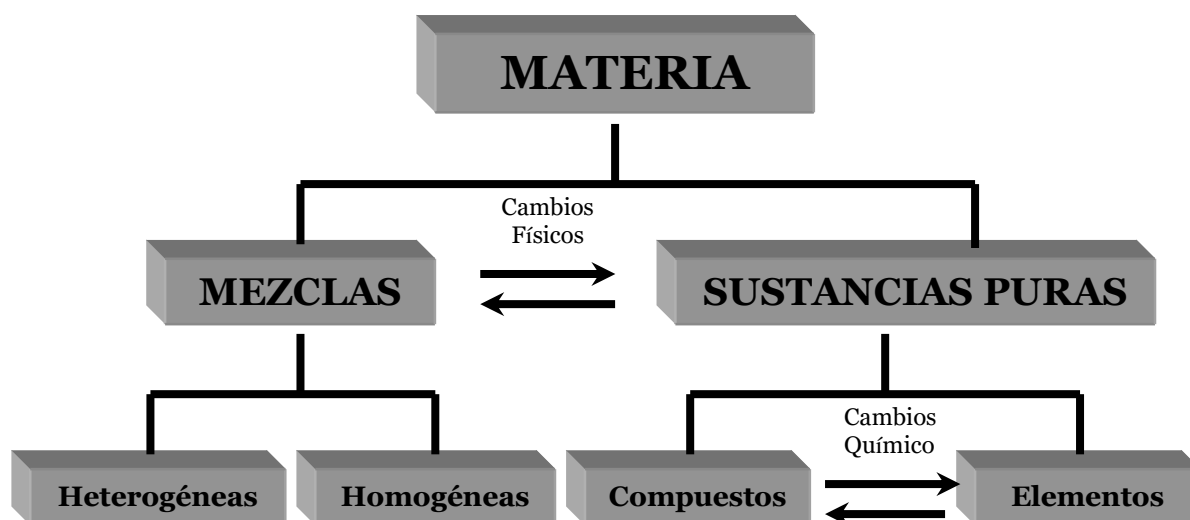 MATERIA
Cambios
Físicos
MEZCLAS
SUSTANCIAS PURAS
Cambios
Químico
Heterogéneas
Homogéneas
Compuestos
Elementos